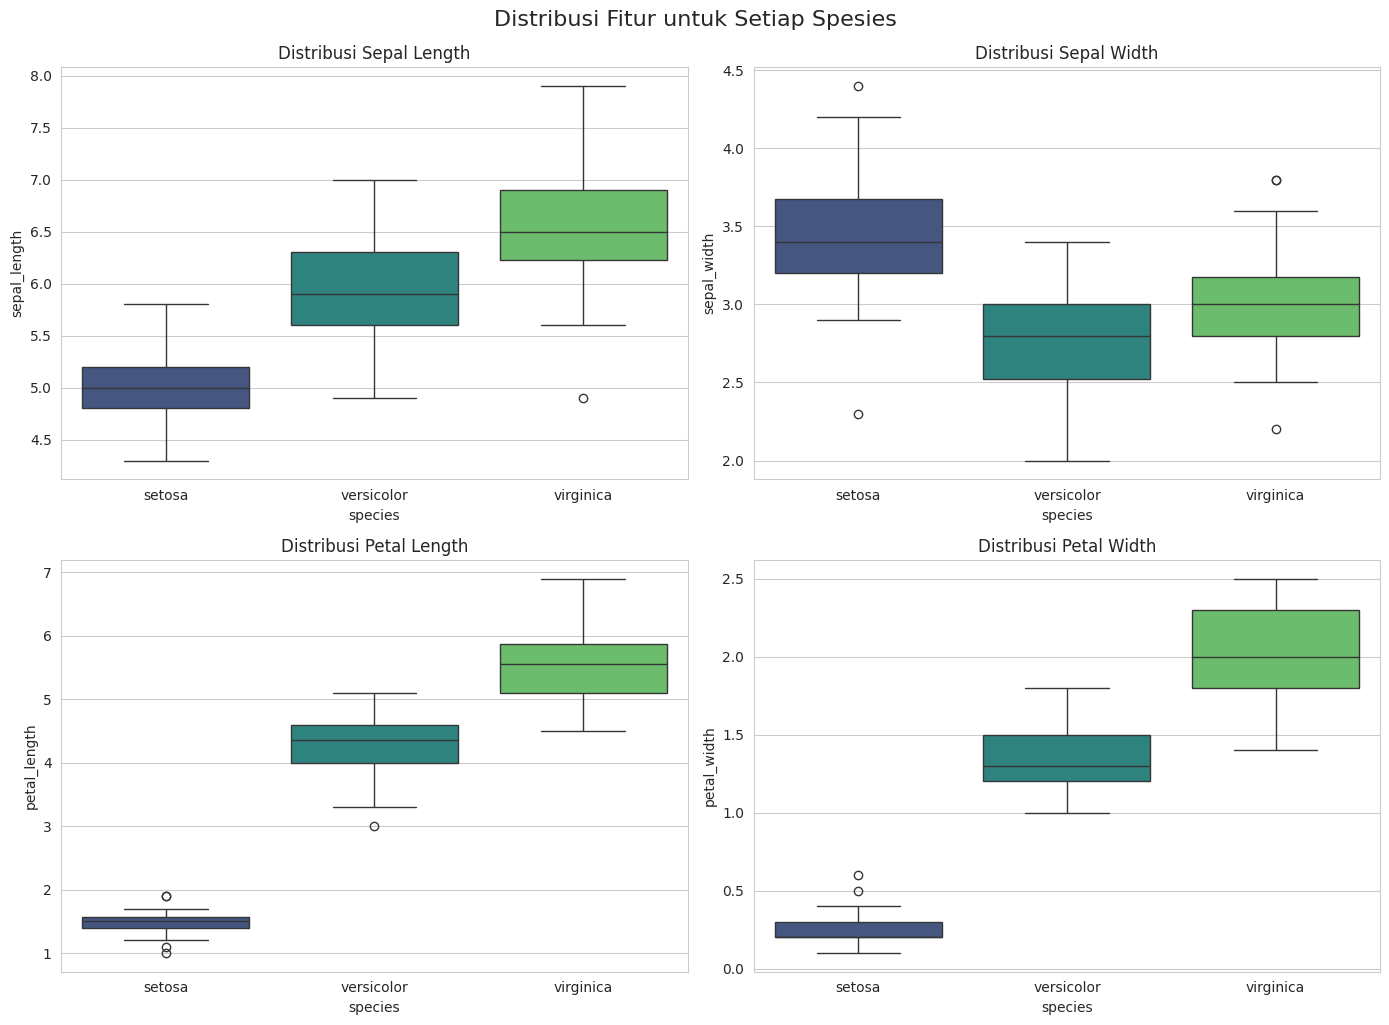 Distribusi Fitur untuk Setiap Spesies
Distribusi Sepal Length
8.0
7.5
7.0
6.5
6.0
5.5
5.0
4.5
sepal_length
setosa versicolor virginica
species
Distribusi Sepal Width
4.5
4.0
3.5
3.0
2.5
2.0
sepal_width
setosa versicolor virginica
species
Distribusi Petal Length
7
6
5
4
3
2
1
petal_length
setosa versicolor virginica
species
Distribusi Petal Width
2.5
2.0
1.5
1.0
0.5
0.0
petal_width
setosa versicolor virginica
species